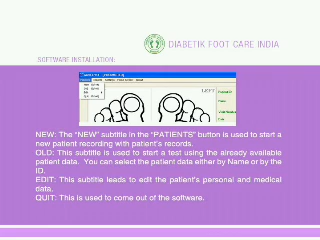 DIABETIK FOOT CARE INDIA
SOFTWARE INSTALLATION:
LEFT
NEW: The “NEW” subtitle in the “PATIENTS” button is used to start a
new patient recording with patient's records.
OLD: This subtitle is used to start a test using the already available
patient data. You can select the patient data either by Name or by the
ID.
EDIT: This subtitle leads to edit the patient's personal and medical
data.
QUIT: This is used to come out of the software.